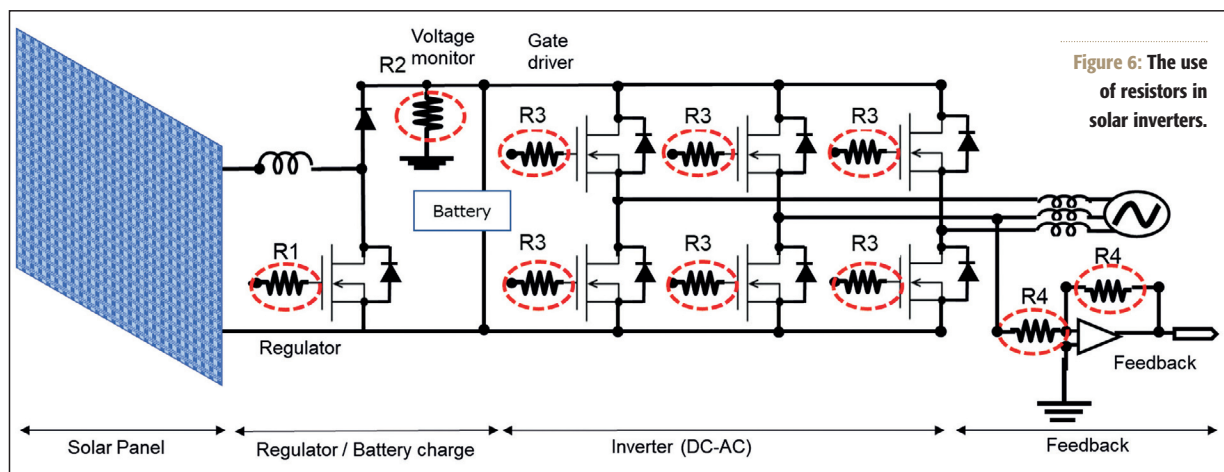 Voltage
monitor
Gate
driver
Figure 6: The use
of resistors in
solar inverters.
R2
R3
R3
R3
Battery
R1
R3
R3
R3
R4
R4
Regulator
Feedback
Solar Panel
Regulator / Battery charge
Inverter (DC-AC)
Feedback